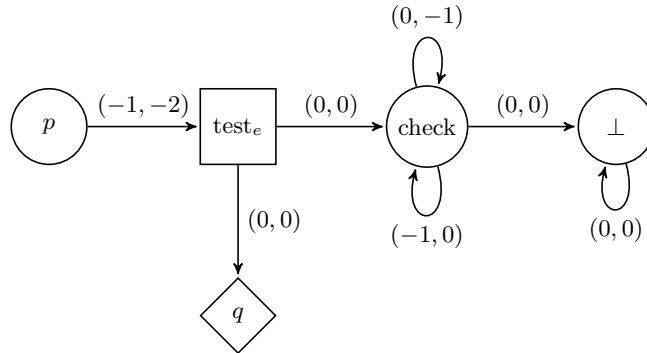 (0, −1)
(−1, −2) (0, 0) (0, 0)
p test_e check ⊥
(0, 0) (−1, 0) (0, 0)
q